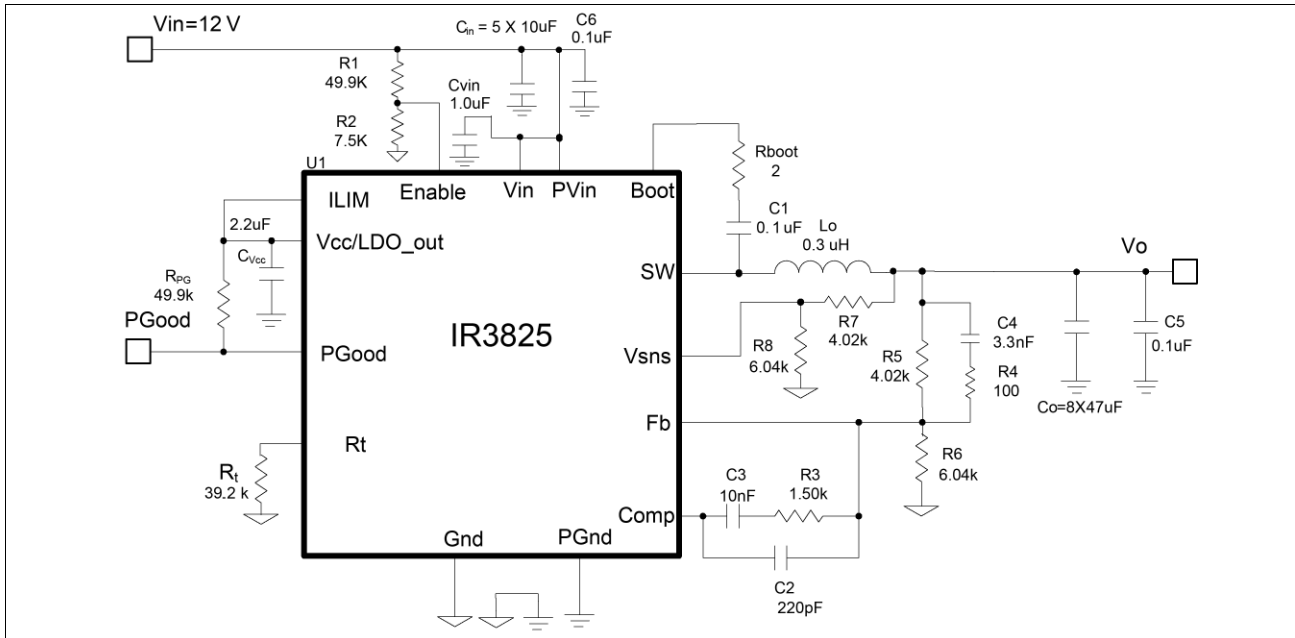 Vin=12 V
Cin = 5 X 10uF
C6
0.1uF
R1
49.9K
Cvin
1.0uF
R2
7.5K
U1
Enable
Vin
PVin
Boot
Rboot
2
ILIM
2.2uF
Vcc/LDO_out
CVcc
C1
0.1 uF
Lo
0.3 uH
Vo
SW
RPG
49.9k
PGood
PGood
IR3825
Vsns
R8
6.04k
R7
4.02k
R5
4.02k
C4
3.3nF
R4
100
C5
0.1uF
Co=8X47uF
Fb
R6
6.04k
Rt
Rt
39.2 k
C3
10nF
R3
1.50k
Comp
Gnd
PGnd
C2
220pF